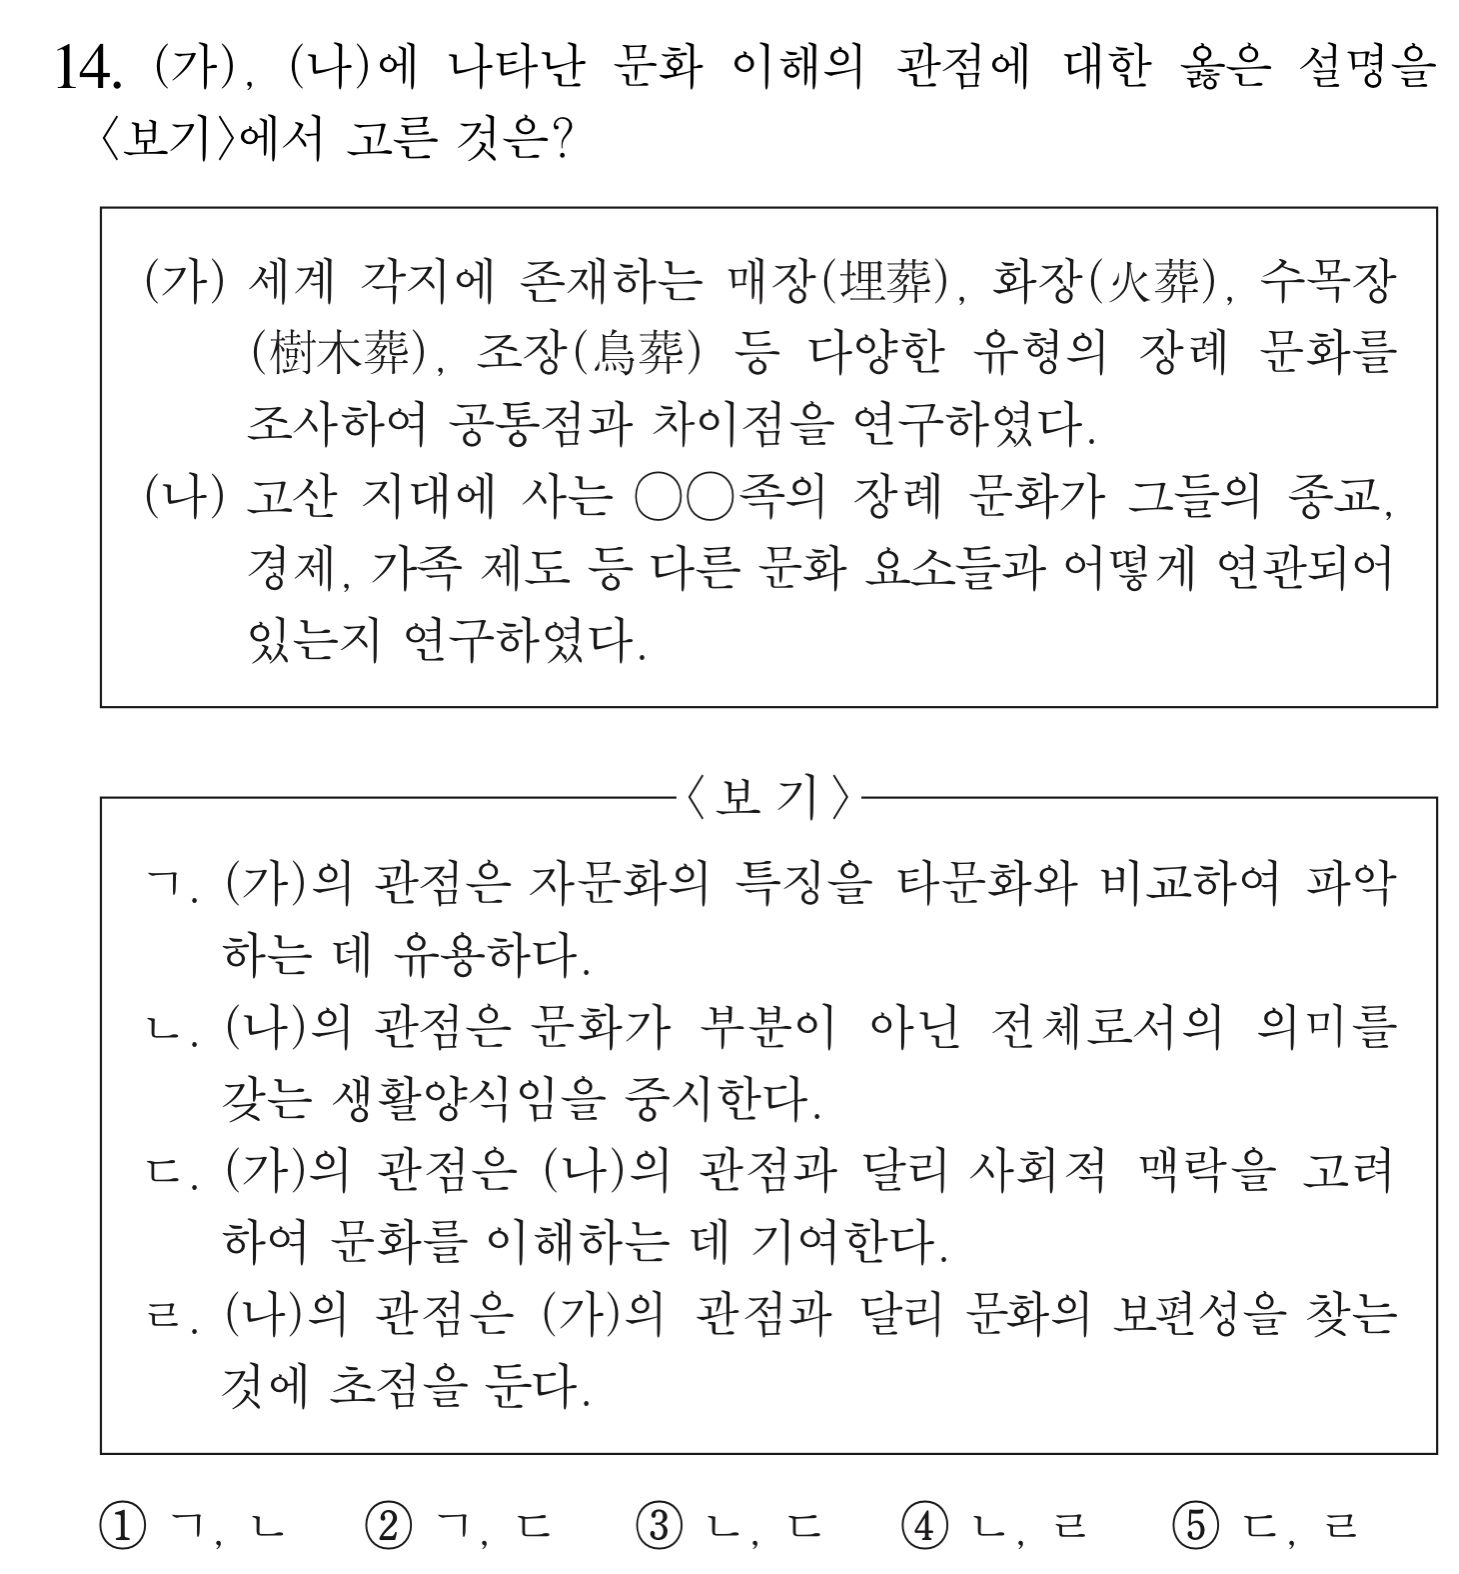 14. (가), (나)에 나타난 문화 이해의 관점에 대한 옳은 설명을
〈보기〉에서 고른 것은?
(가) 세계 각지에 존재하는 매장(埋葬), 화장(火葬), 수목장
(樹木葬), 조장(鳥葬) 등 다양한 유형의 장례 문화를
조사하여 공통점과 차이점을 연구하였다.
(나) 고산 지대에 사는 ○○족의 장례 문화가 그들의 종교,
경제, 가족 제도 등 다른 문화 요소들과 어떻게 연관되어
있는지 연구하였다.
〈보 기〉
ㄱ. (가)의 관점은 자문화의 특징을 타문화와 비교하여 파악
하는 데 유용하다.
ㄴ. (나)의 관점은 문화가 부분이 아닌 전체로서의 의미를
갖는 생활양식임을 중시한다.
ㄷ. (가)의 관점은 (나)의 관점과 달리 사회적 맥락을 고려
하여 문화를 이해하는 데 기여한다.
ㄹ. (나)의 관점은 (가)의 관점과 달리 문화의 보편성을 찾는
것에 초점을 둔다.
① ㄱ, ㄴ ② ㄱ, ㄷ ③ ㄴ, ㄷ ④ ㄴ, ㄹ ⑤ ㄷ, ㄹ